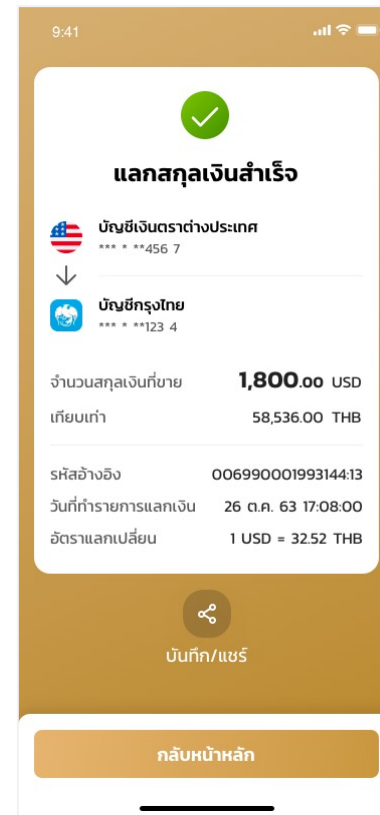 9:41
แลกสกุลเงินสำเร็จ
บัญชีเงินตราต่างประเทศ
*** * **456 7
บัญชีกรุงไทย
*** * **123 4
จำนวนสกุลเงินที่ขาย 1,800.00 USD
เทียบเท่า 58,536.00 THB
รหัสอ้างอิง 006990001993144:13
วันที่ทำรายการแลกเงิน 26 ต.ค. 63 17:08:00
อัตราแลกเปลี่ยน 1 USD = 32.52 THB
บันทึก/แชร์
กลับหน้าหลัก